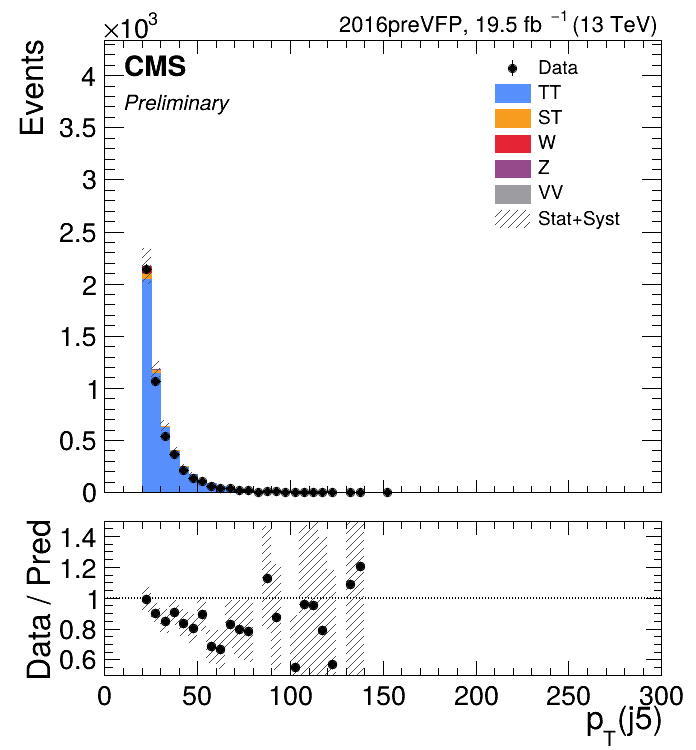 ×10³
2016preVFP, 19.5 fb ⁻¹ (13 TeV)
CMS
Preliminary
Events
4
3.5
3
2.5
2
1.5
1
0.5
0
Data
TT
ST
W
Z
VV
Stat+Syst
Data / Pred
1.4
1.2
1
0.8
0.6
0
50
100
150
200
250
300
p_T(j5)